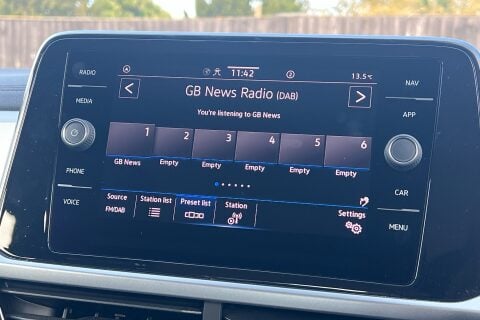 RADIO
MEDIA
PHONE
VOICE
11:42
2
13.5°C
GB News Radio (DAB)
You're listening to GB News
1 2 3 4 5 6
GB News Empty Empty Empty Empty Empty
Source Station list Preset list Station Settings
FM/DAB
NAV
APP
CAR
MENU